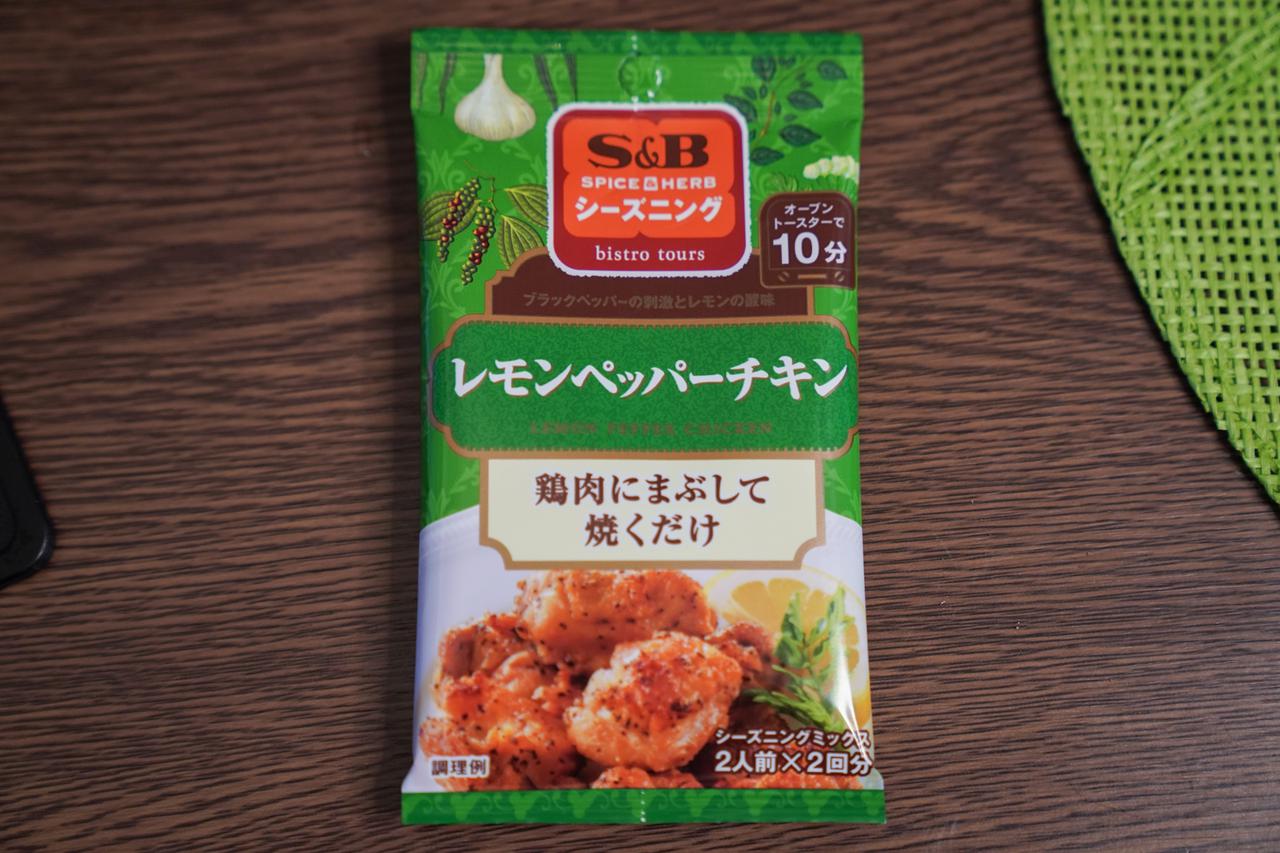 S&B
SPICE & HERB
シーズニング
bistro tours
オーブン
トースターで
10分
ブラックペッパーの刺激とレモンの酸味
レモンペッパーチキン
LEMON PEPPER CHICKEN
鶏肉にまぶして
焼くだけ
シーズニングミックス
2人前×2回分
調理例